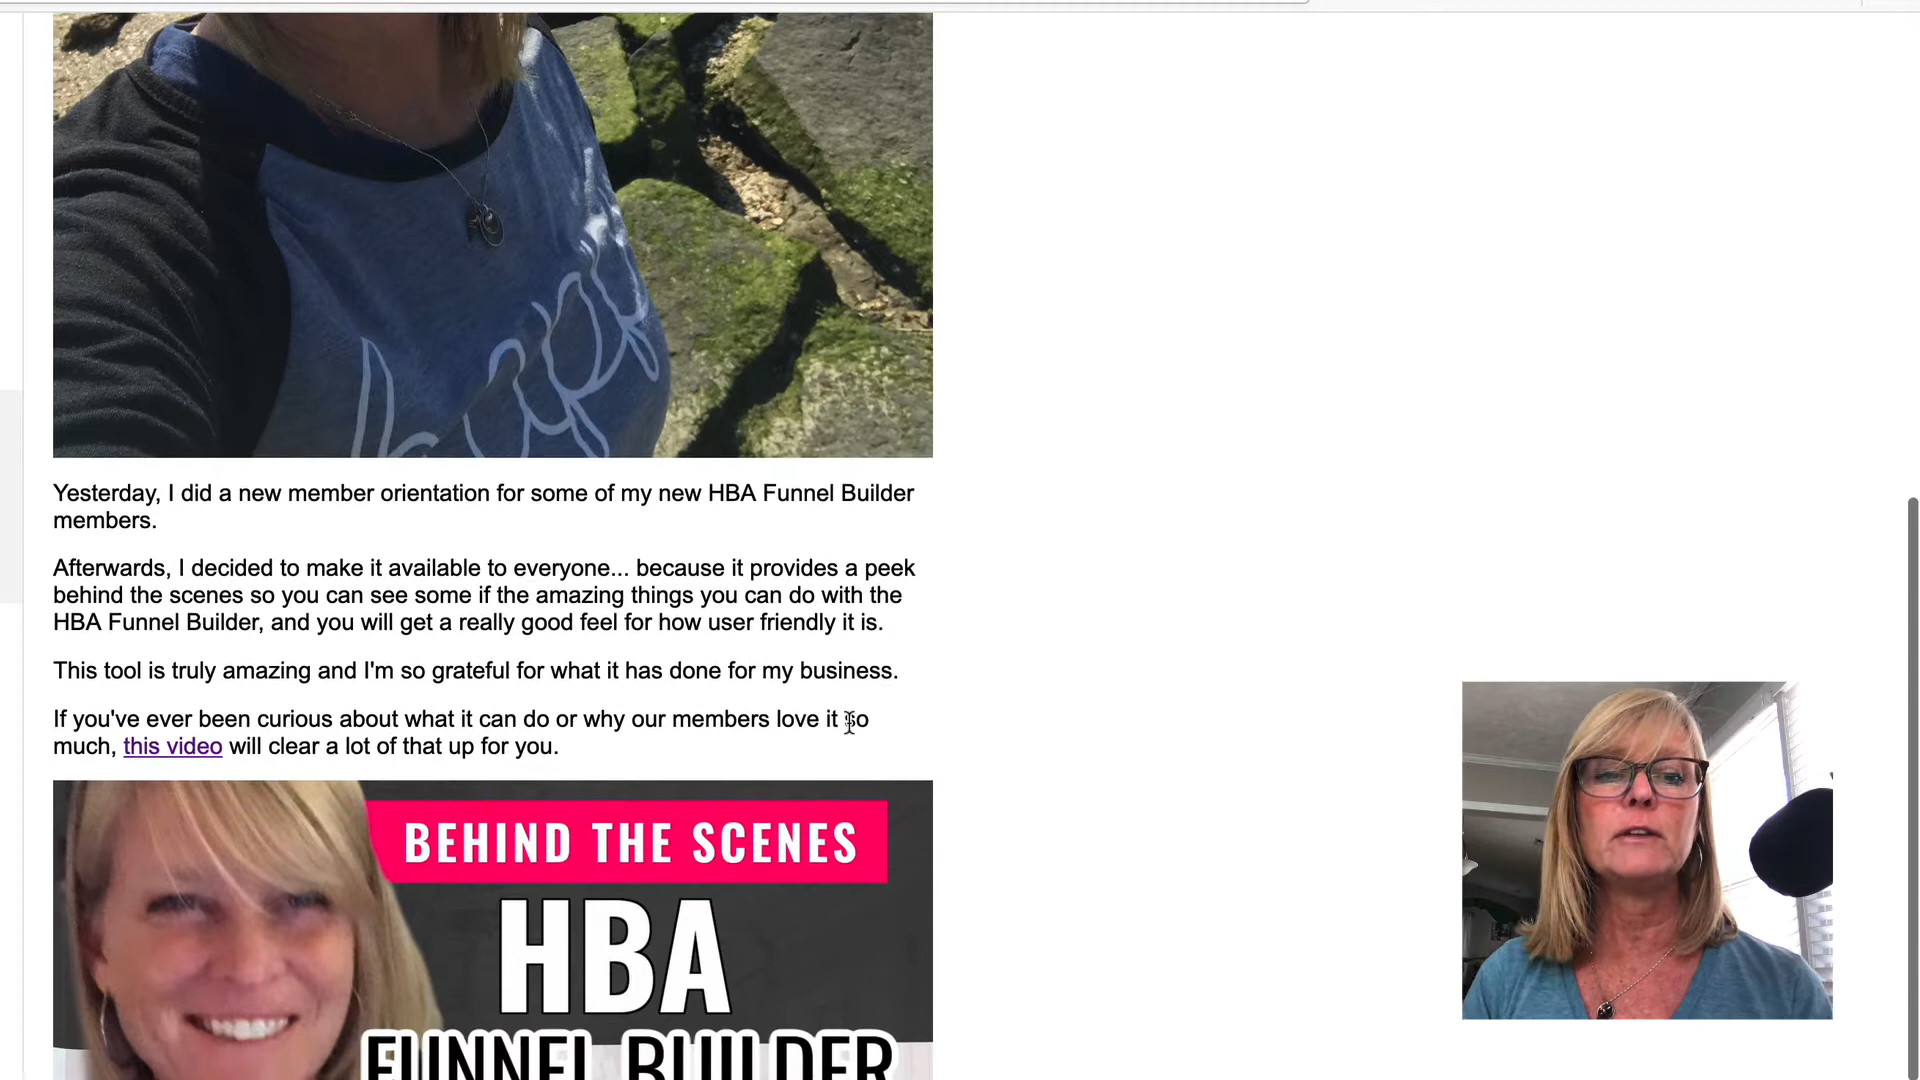 Yesterday, I did a new member orientation for some of my new HBA Funnel Builder
members.
Afterwards, I decided to make it available to everyone... because it provides a peek
behind the scenes so you can see some if the amazing things you can do with the
HBA Funnel Builder, and you will get a really good feel for how user friendly it is.
This tool is truly amazing and I'm so grateful for what it has done for my business.
If you've ever been curious about what it can do or why our members love it so
much, this video will clear a lot of that up for you.
BEHIND THE SCENES
HBA
FUNNEL BUILDER